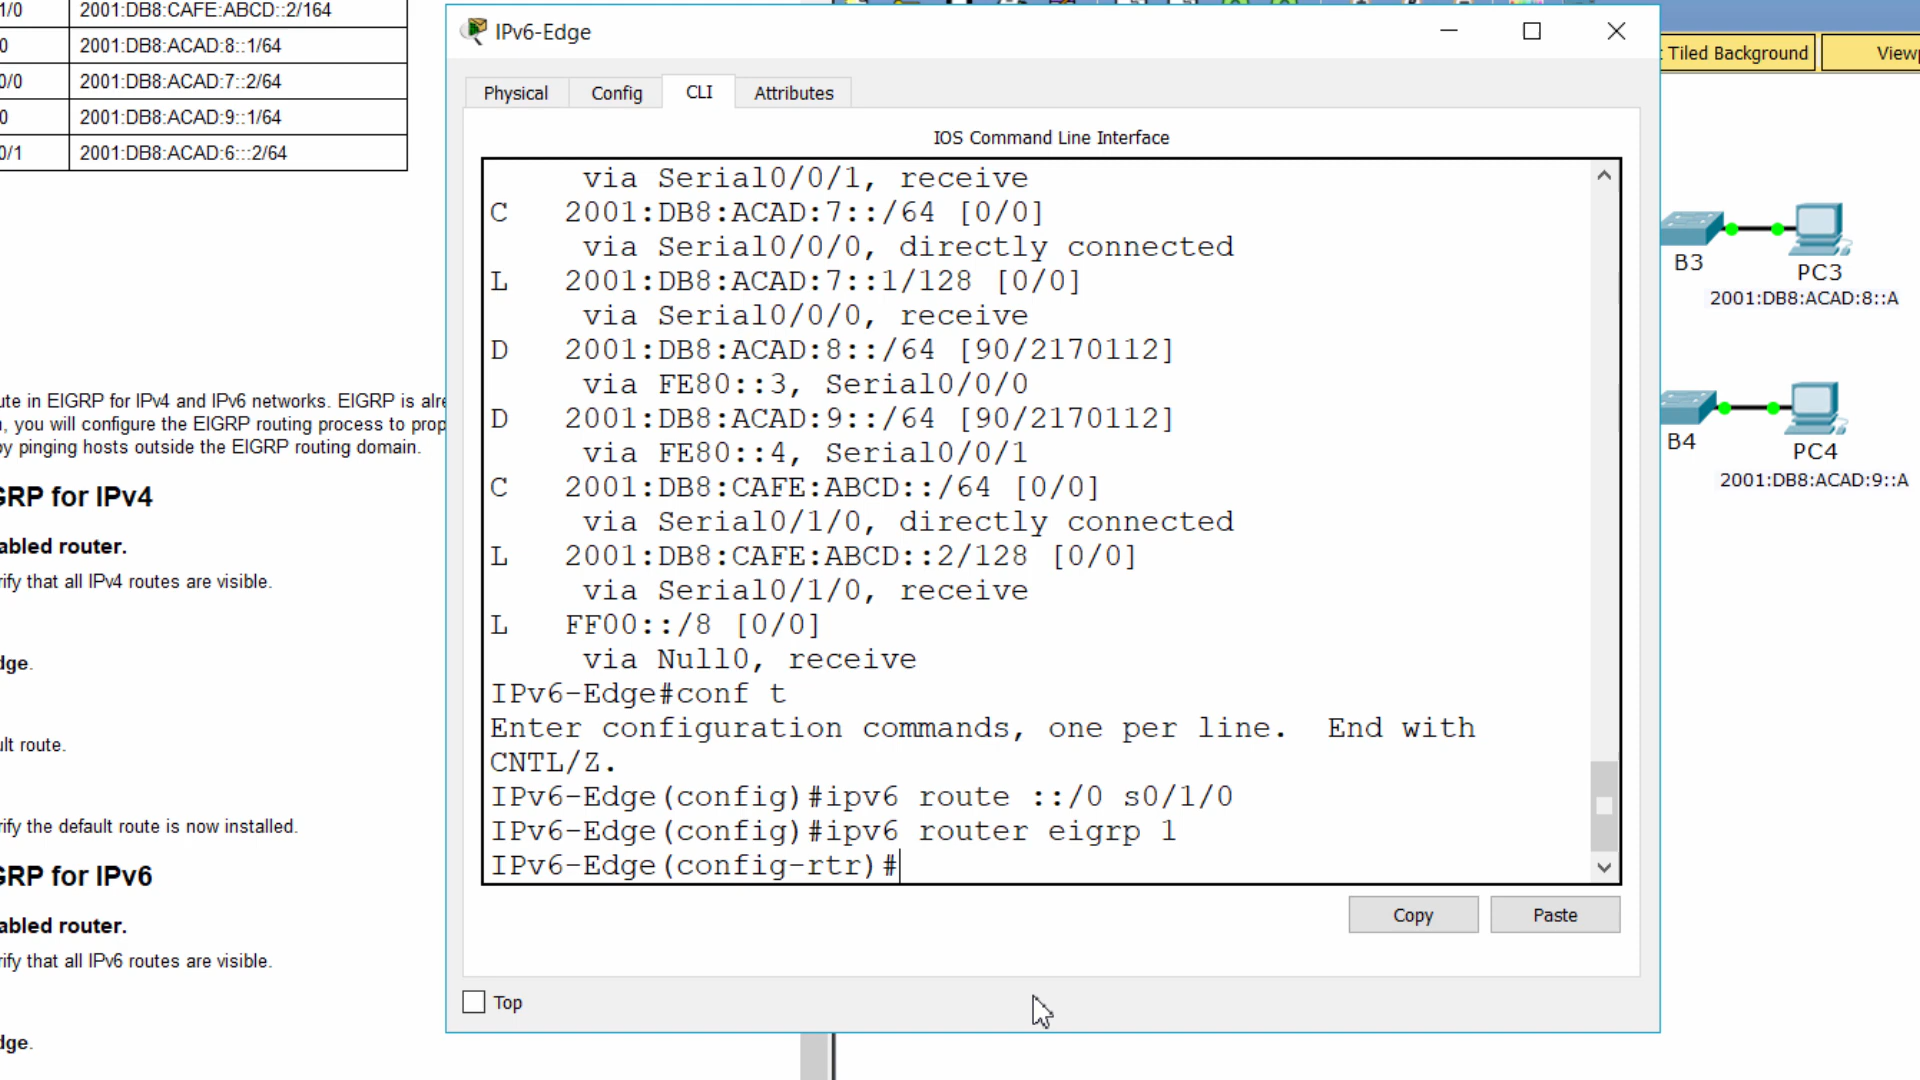 1/0 2001:DB8:CAFE:ABCD::2/164
0 2001:DB8:ACAD:8::1/64
0/0 2001:DB8:ACAD:7::2/64
0 2001:DB8:ACAD:9::1/64
0/1 2001:DB8:ACAD:6:::2/64
ute in EIGRP for IPv4 and IPv6 networks. EIGRP is alre
, you will configure the EIGRP routing process to prop
by pinging hosts outside the EIGRP routing domain.
GRP for IPv4
abled router.
rify that all IPv4 routes are visible.
dge.
ult route.
rify the default route is now installed.
GRP for IPv6
abled router.
rify that all IPv6 routes are visible.
dge.
IPv6-Edge
Physical Config CLI Attributes
IOS Command Line Interface
via Serial0/0/1, receive
C 2001:DB8:ACAD:7::/64 [0/0]
via Serial0/0/0, directly connected
L 2001:DB8:ACAD:7::1/128 [0/0]
via Serial0/0/0, receive
D 2001:DB8:ACAD:8::/64 [90/2170112]
via FE80::3, Serial0/0/0
D 2001:DB8:ACAD:9::/64 [90/2170112]
via FE80::4, Serial0/0/1
C 2001:DB8:CAFE:ABCD::/64 [0/0]
via Serial0/1/0, directly connected
L 2001:DB8:CAFE:ABCD::2/128 [0/0]
via Serial0/1/0, receive
L FF00::/8 [0/0]
via Null0, receive
IPv6-Edge#conf t
Enter configuration commands, one per line. End with
CNTL/Z.
IPv6-Edge(config)#ipv6 route ::/0 s0/1/0
IPv6-Edge(config)#ipv6 router eigrp 1
IPv6-Edge(config-rtr)#
Copy Paste
Top
t Tiled Background Viewp
B3
PC3
2001:DB8:ACAD:8::A
B4
PC4
2001:DB8:ACAD:9::A